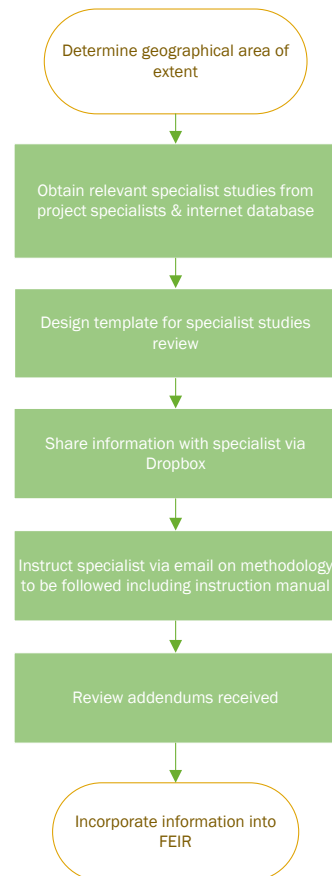 Determine geographical area of
extent
Obtain relevant specialist studies from
project specialists & internet database
Design template for specialist studies
review
Share information with specialist via
Dropbox
Instruct specialist via email on methodology
to be followed including instruction manual
Review addendums received
Incorporate information into
FEIR